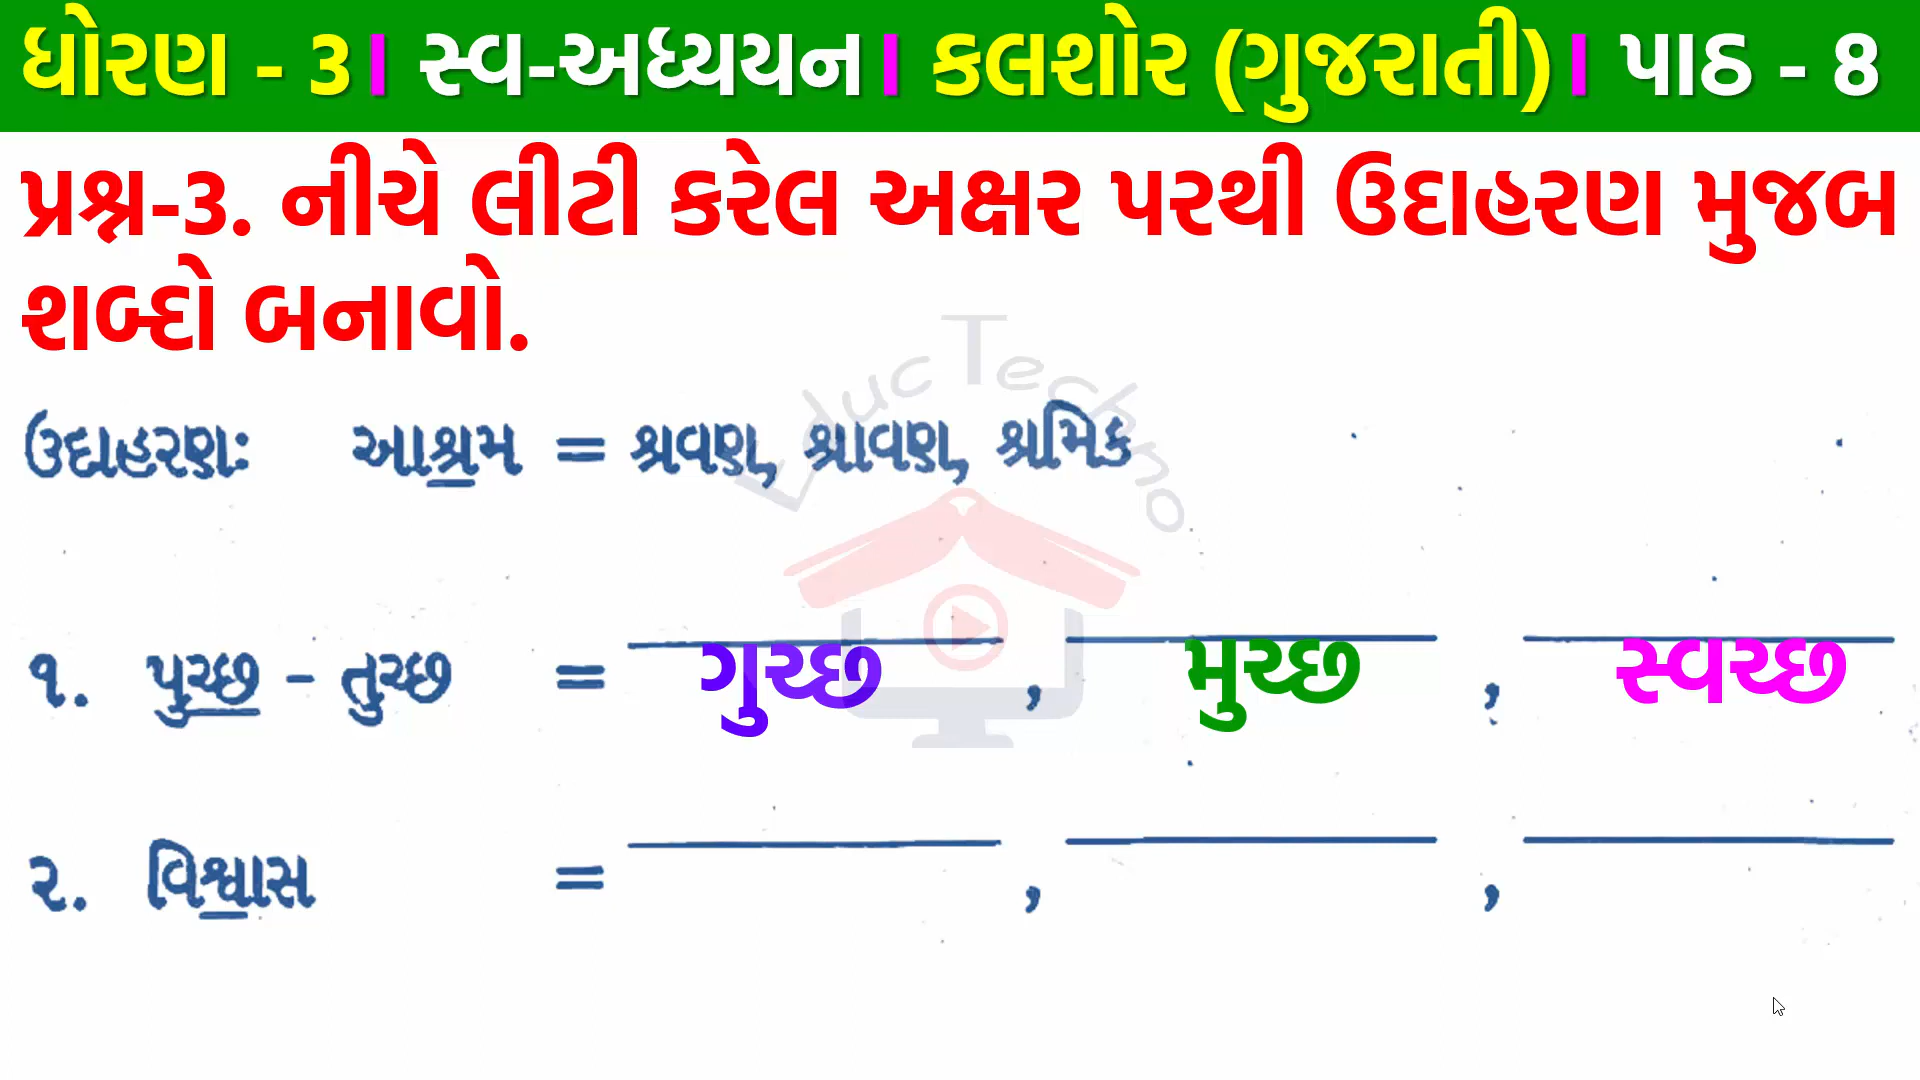 ધોરણ - 3 । સ્વ-અધ્યયન । કલશોર (ગુજરાતી) । પાઠ - 8
પ્રશ્ન-3. નીચે લીટી કરેલ અક્ષર પરથી ઉદાહરણ મુજબ
શબ્દો બનાવો.
EducTechno
ઉદાહરણઃ આશ્રમ = શ્રવણ, શ્રાવણ, શ્રમિક
૧. પુચ્છ - તુચ્છ = ગુચ્છ , મુચ્છ , સ્વચ્છ
૨. વિશ્વાસ = , ,